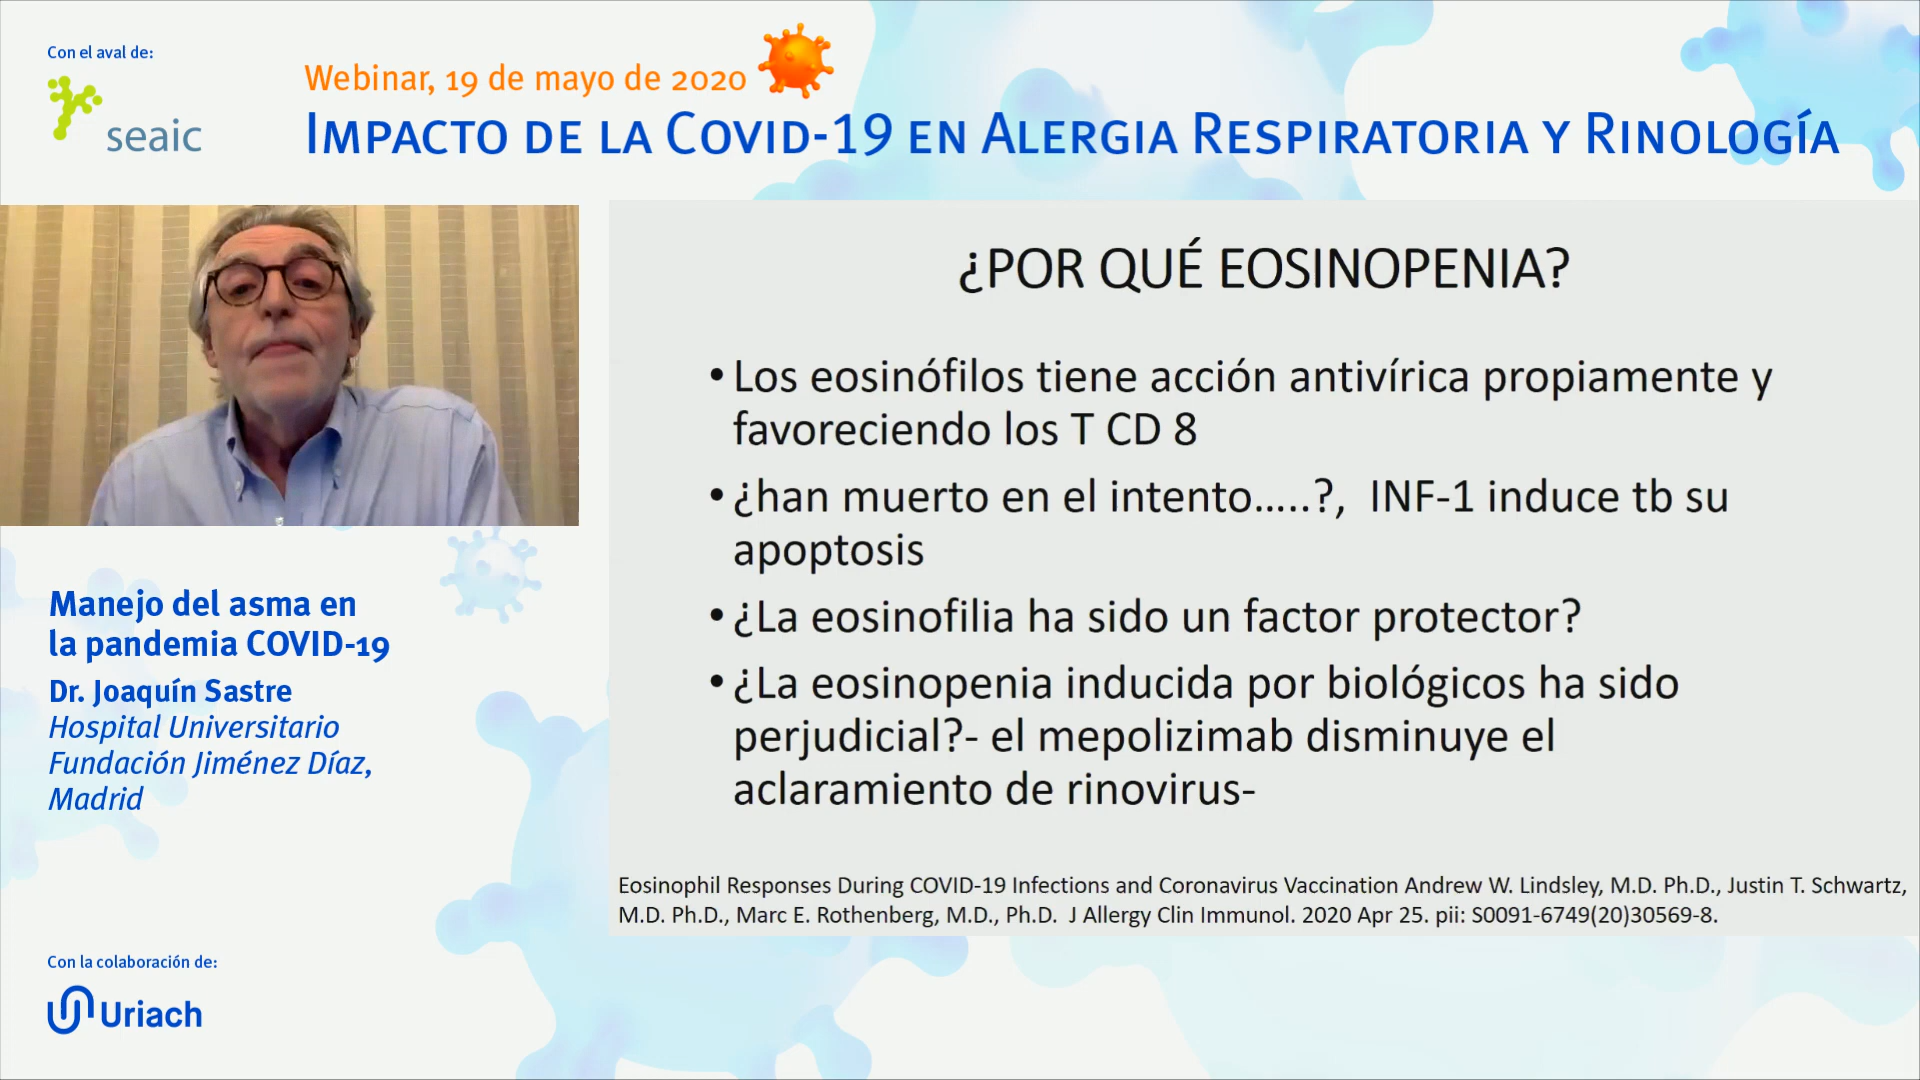 Con el aval de:
seaic
Webinar, 19 de mayo de 2020
Impacto de la Covid-19 en Alergia Respiratoria y Rinología
¿POR QUÉ EOSINOPENIA?
• Los eosinófilos tiene acción antivírica propiamente y
favoreciendo los T CD 8
• ¿han muerto en el intento.....?, INF-1 induce tb su
apoptosis
• ¿La eosinofilia ha sido un factor protector?
• ¿La eosinopenia inducida por biológicos ha sido
perjudicial?- el mepolizimab disminuye el
aclaramiento de rinovirus-
Eosinophil Responses During COVID-19 Infections and Coronavirus Vaccination Andrew W. Lindsley, M.D. Ph.D., Justin T. Schwartz,
M.D. Ph.D., Marc E. Rothenberg, M.D., Ph.D. J Allergy Clin Immunol. 2020 Apr 25. pii: S0091-6749(20)30569-8.
Manejo del asma en
la pandemia COVID-19
Dr. Joaquín Sastre
Hospital Universitario
Fundación Jiménez Díaz,
Madrid
Con la colaboración de:
Uriach